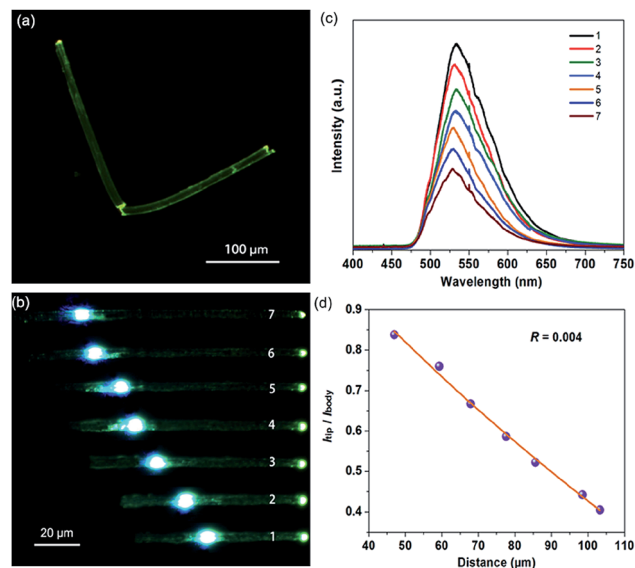 (a)
100 µm
(b)
7
6
5
4
3
2
1
20 µm
(c)
Intensity (a.u.)
1
2
3
4
5
6
7
400 450 500 550 600 650 700 750
Wavelength (nm)
(d)
R = 0.004
Itip / Ibody
0.9
0.8
0.7
0.6
0.5
0.4
40 50 60 70 80 90 100 110
Distance (µm)